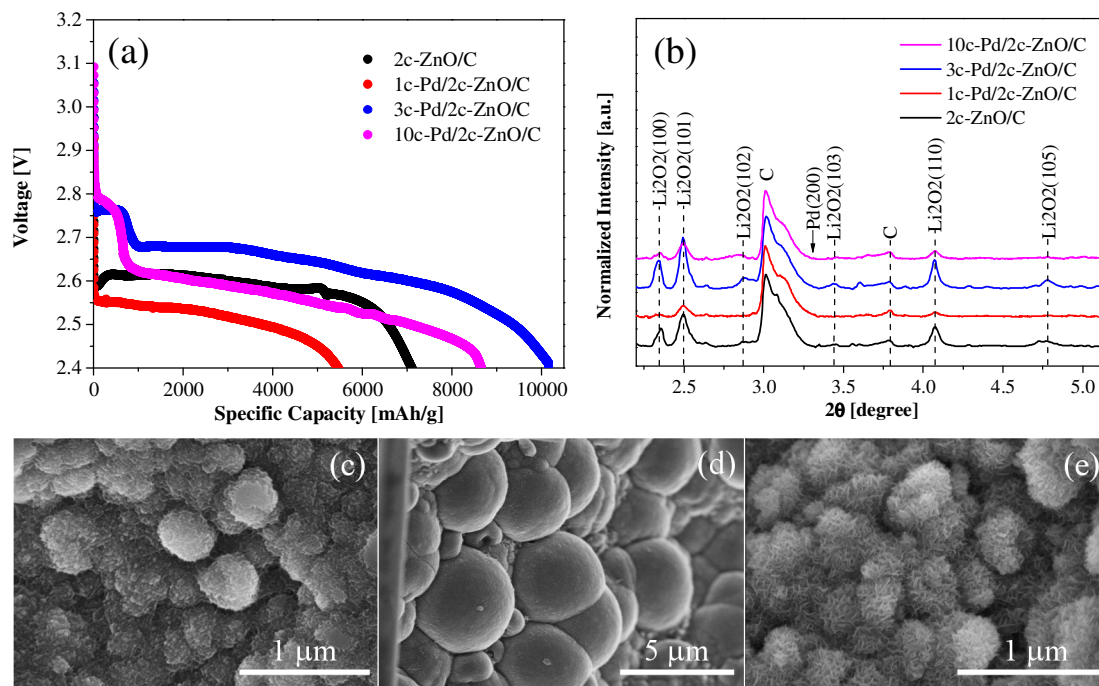 (a)
3.2
3.1
3.0
2.9
2.8
2.7
2.6
2.5
2.4
Voltage [V]
2c-ZnO/C
1c-Pd/2c-ZnO/C
3c-Pd/2c-ZnO/C
10c-Pd/2c-ZnO/C
0 2000 4000 6000 8000 10000
Specific Capacity [mAh/g]
(b)
Normalized Intensity [a.u.]
10c-Pd/2c-ZnO/C
3c-Pd/2c-ZnO/C
1c-Pd/2c-ZnO/C
2c-ZnO/C
Li2O2(100)
Li2O2(101)
Li2O2(102)
C
Pd(200)
Li2O2(103)
C
Li2O2(110)
Li2O2(105)
2.5 3.0 3.5 4.0 4.5 5.0
2θ [degree]
(c)
1 μm
(d)
5 μm
(e)
1 μm